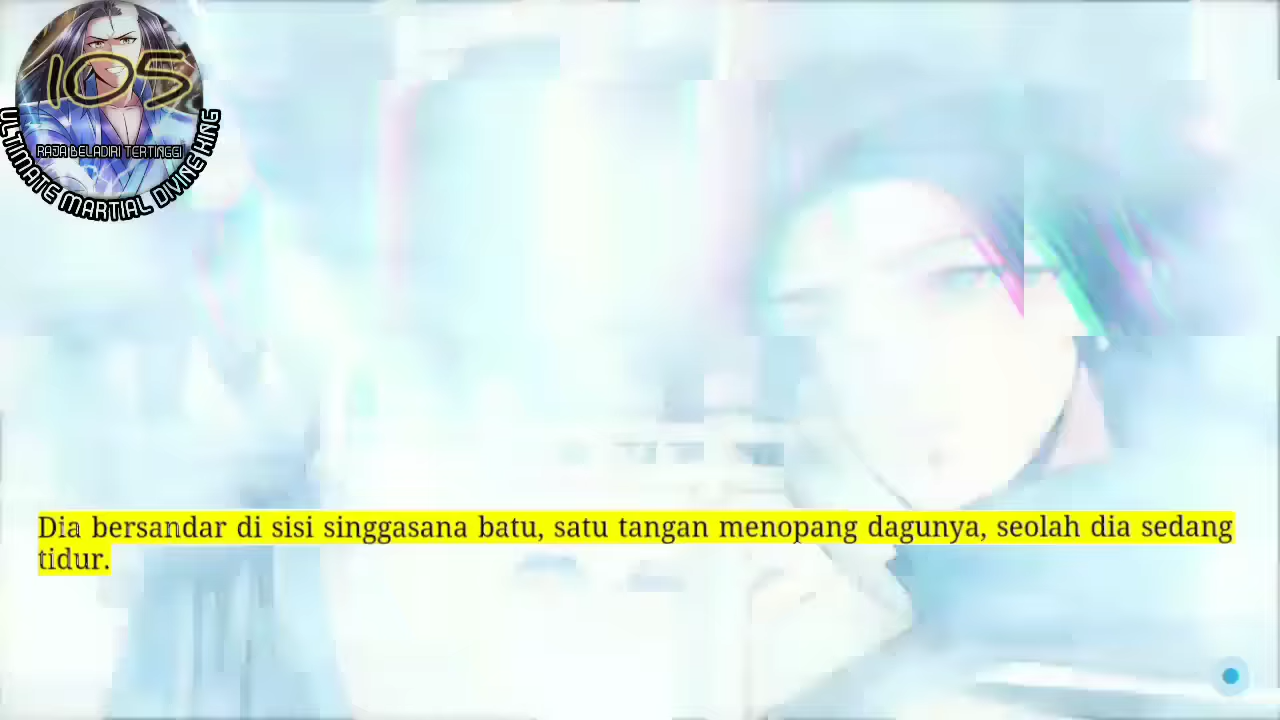 105
RAJA BELADIRI TERTINGGI
ULTIMATE MARTIAL DIVINE KING
Dia bersandar di sisi singgasana batu, satu tangan menopang dagunya, seolah dia sedang
tidur.